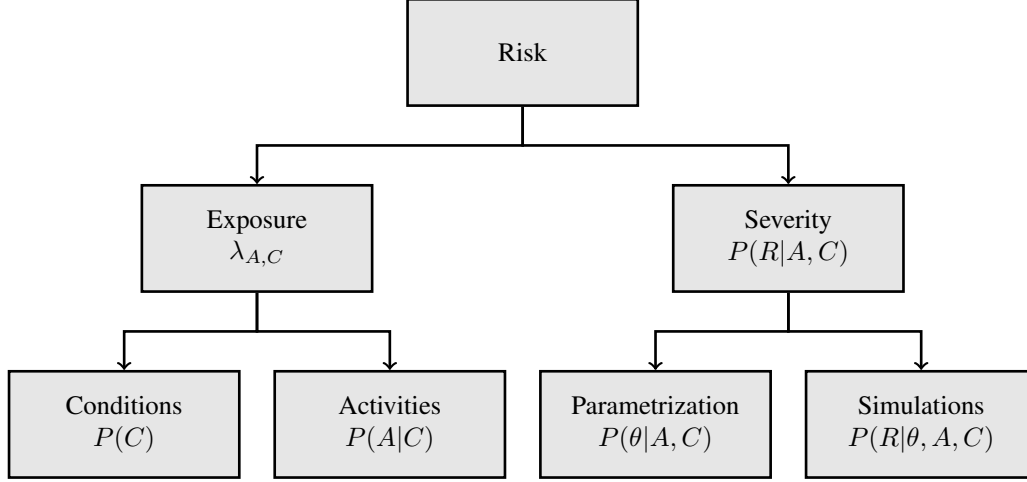 Risk
Exposure
λ_{A,C}
Severity
P(R|A, C)
Conditions
P(C)
Activities
P(A|C)
Parametrization
P(θ|A, C)
Simulations
P(R|θ, A, C)